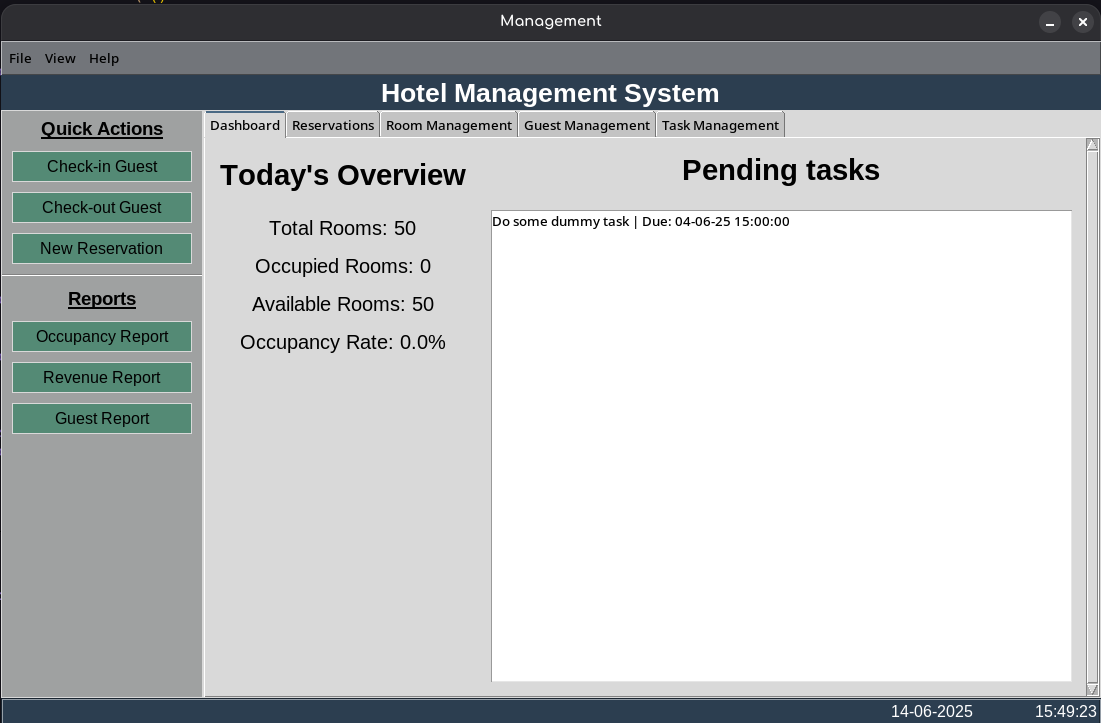 Management
File View Help
Hotel Management System
Quick Actions
Check-in Guest
Check-out Guest
New Reservation
Reports
Occupancy Report
Revenue Report
Guest Report
Dashboard Reservations Room Management Guest Management Task Management
Today's Overview
Total Rooms: 50
Occupied Rooms: 0
Available Rooms: 50
Occupancy Rate: 0.0%
Pending tasks
Do some dummy task | Due: 04-06-25 15:00:00
14-06-2025 15:49:23